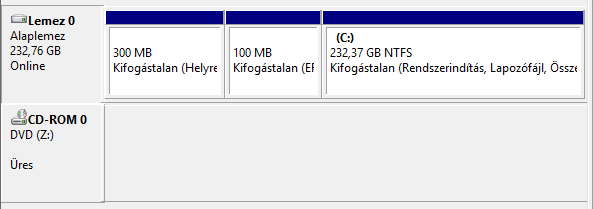 Lemez 0
Alaplemez
232,76 GB
Online
300 MB
Kifogástalan (Helyre
100 MB
Kifogástalan (EF
(C:)
232,37 GB NTFS
Kifogástalan (Rendszerindítás, Lapozófájl, Össze
CD-ROM 0
DVD (Z:)
Üres